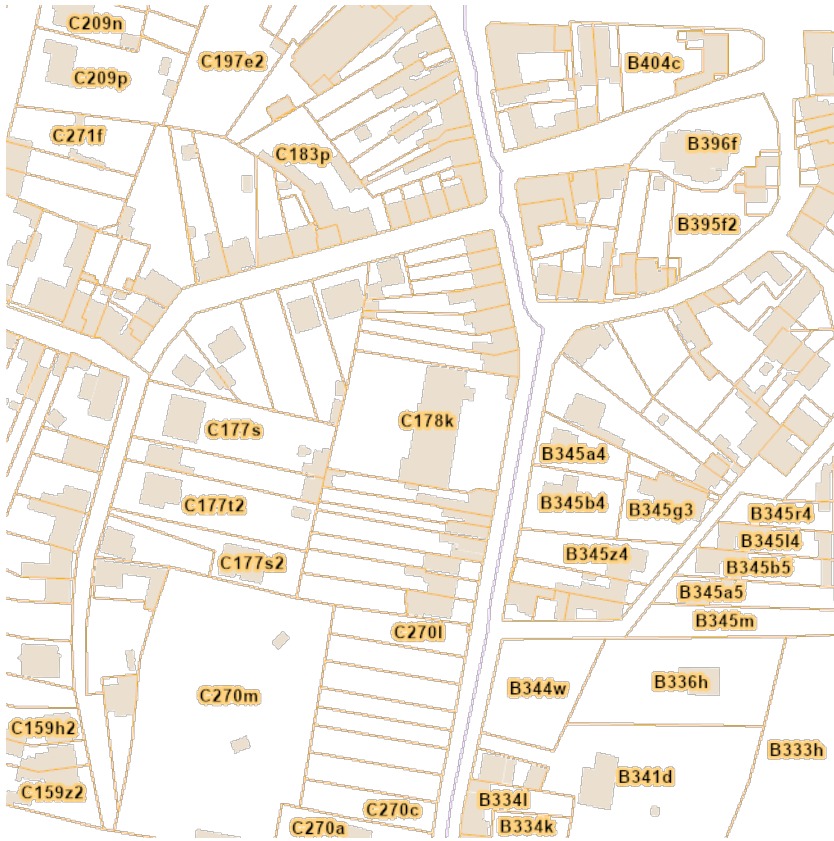 C209n
C197e2
B404c
C209p
C271f
B396f
C183p
B395f2
C178k
C177s
B345a4
B345b4
C177t2
B345g3
B345r4
B345l4
B345z4
C177s2
B345b5
B345a5
B345m
C270l
B336h
B344w
C270m
C159h2
B333h
B341d
C159z2
B334l
C270c
C270a
B334k